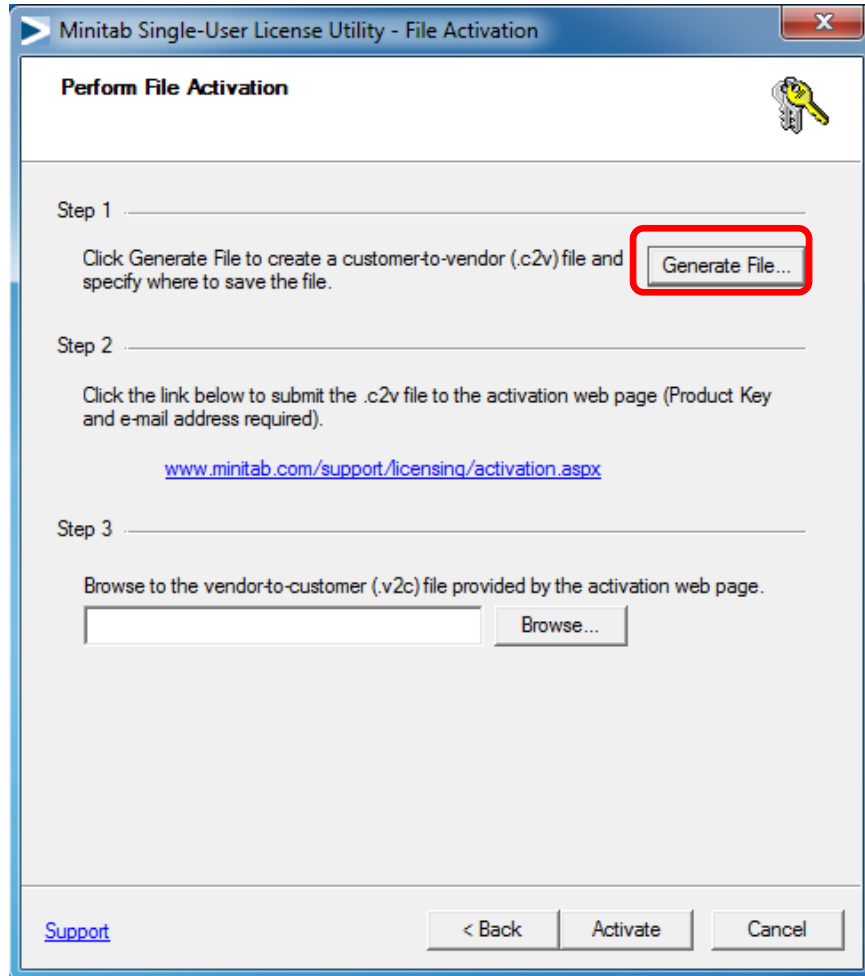 Minitab Single-User License Utility - File Activation
Perform File Activation
Step 1
Click Generate File to create a customer-to-vendor (.c2v) file and
specify where to save the file.
Generate File...
Step 2
Click the link below to submit the .c2v file to the activation web page (Product Key
and e-mail address required).
www.minitab.com/support/licensing/activation.aspx
Step 3
Browse to the vendor-to-customer (.v2c) file provided by the activation web page.
Browse...
Support
< Back
Activate
Cancel